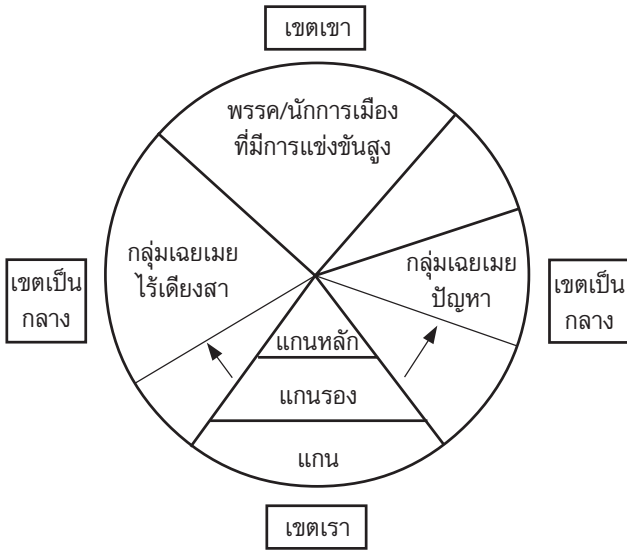 เขตเขา
พรรค/นักการเมือง
ที่มีการแข่งขันสูง
กลุ่มเฉยเมย
ไร้เดียงสา
กลุ่มเฉยเมย
ปัญหา
เขตเป็น
กลาง
เขตเป็น
กลาง
แกนหลัก
แกนรอง
แกน
เขตเรา